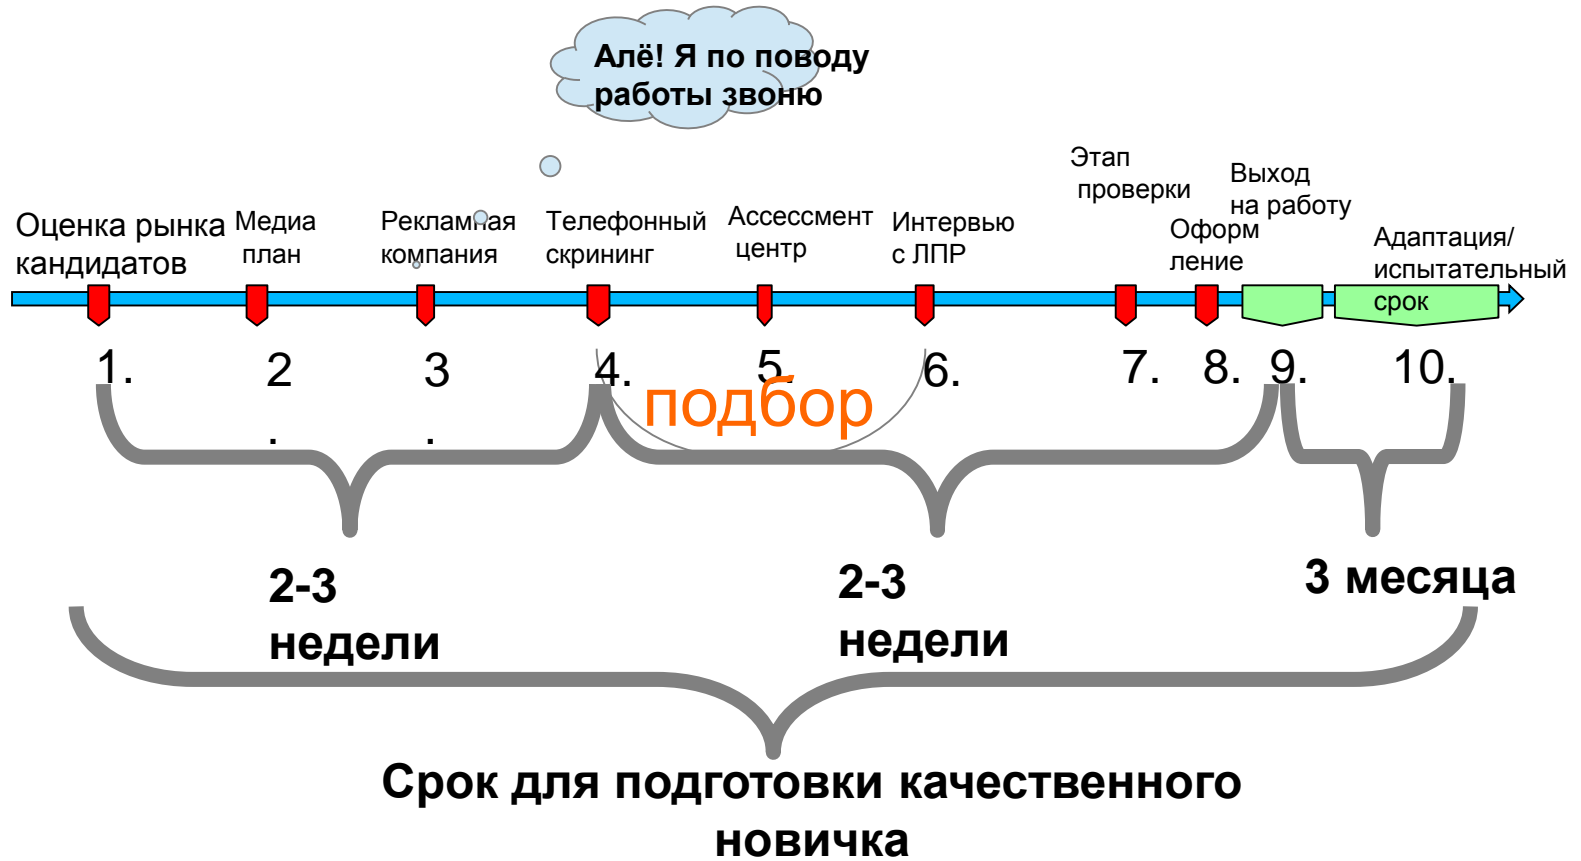 Алё! Я по поводу
работы звоню
Оценка рынка
кандидатов
Медиа
план
Рекламная
компания
Телефонный
скрининг
Ассессмент
центр
Интервью
с ЛПР
Этап
проверки
Оформ
ление
Выход
на работу
Адаптация/
испытательный
срок
1.
2
.
3
.
4.
5.
6.
7.
8.
9.
10.
подбор
2-3
недели
2-3
недели
3 месяца
Срок для подготовки качественного
новичка